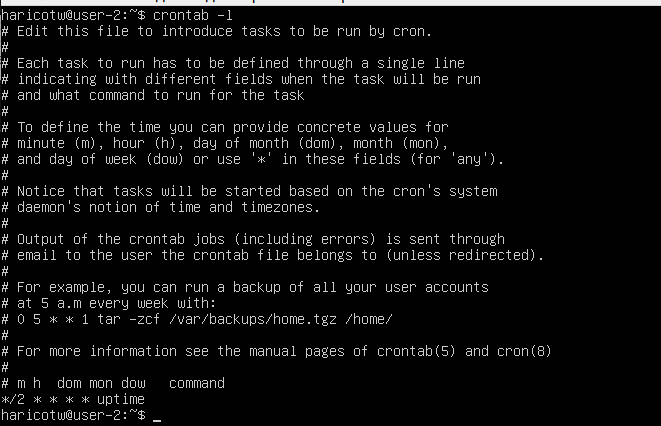 haricotw@user-2:~$ crontab -l
# Edit this file to introduce tasks to be run by cron.
#
# Each task to run has to be defined through a single line
# indicating with different fields when the task will be run
# and what command to run for the task
#
# To define the time you can provide concrete values for
# minute (m), hour (h), day of month (dom), month (mon),
# and day of week (dow) or use '*' in these fields (for 'any').
#
# Notice that tasks will be started based on the cron's system
# daemon's notion of time and timezones.
#
# Output of the crontab jobs (including errors) is sent through
# email to the user the crontab file belongs to (unless redirected).
#
# For example, you can run a backup of all your user accounts
# at 5 a.m every week with:
# 0 5 * * 1 tar -zcf /var/backups/home.tgz /home/
#
# For more information see the manual pages of crontab(5) and cron(8)
#
# m h  dom mon dow   command
*/2 * * * * uptime
haricotw@user-2:~$ _